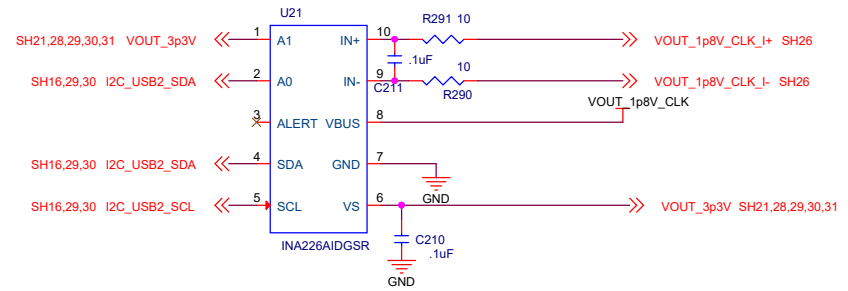 U21
R291 10
SH21,28,29,30,31 VOUT_3p3V 1 A1 IN+ 10 VOUT_1p8V_CLK_I+ SH26
.1uF
SH16,29,30 I2C_USB2_SDA 2 A0 IN- 9 10 VOUT_1p8V_CLK_I- SH26
C211 R290
VOUT_1p8V_CLK
3 ALERT VBUS 8
SH16,29,30 I2C_USB2_SDA 4 SDA GND 7
GND
SH16,29,30 I2C_USB2_SCL 5 SCL VS 6 VOUT_3p3V SH21,28,29,30,31
C210
INA226AIDGSR .1uF
GND